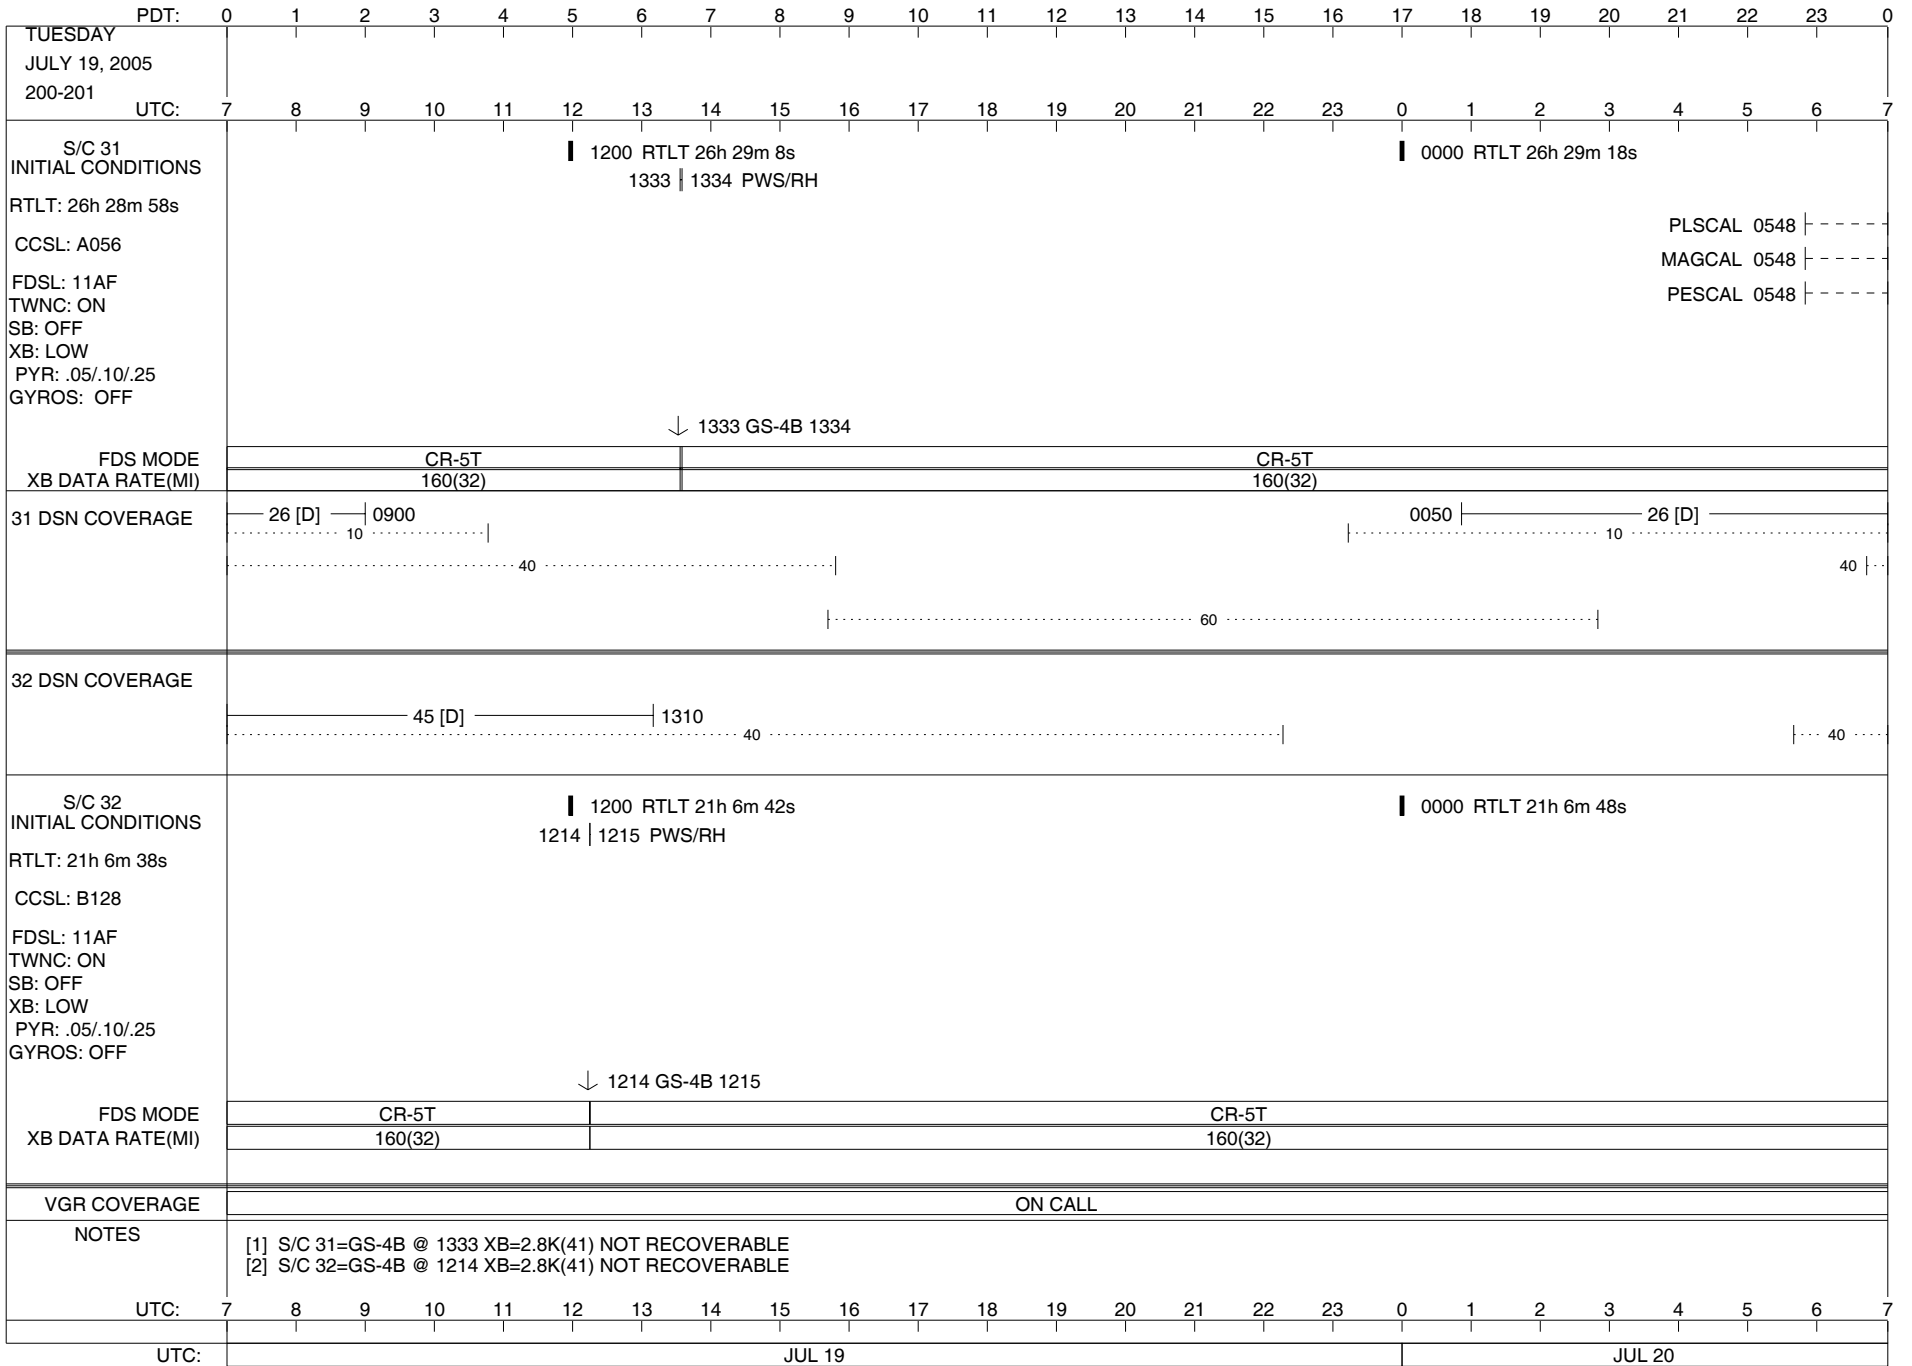 PDT: 0 1 2 3 4 5 6 7 8 9 10 11 12 13 14 15 16 17 18 19 20 21 22 23 0
TUESDAY
JULY 19, 2005
200-201
UTC: 7 8 9 10 11 12 13 14 15 16 17 18 19 20 21 22 23 0 1 2 3 4 5 6 7
S/C 31
INITIAL CONDITIONS
RTLT: 26h 28m 58s
CCSL: A056
FDSL: 11AF
TWNC: ON
SB: OFF
XB: LOW
PYR: .05/.10/.25
GYROS: OFF
1200 RTLT 26h 29m 8s
0000 RTLT 26h 29m 18s
1333 1334 PWS/RH
PLSCAL 0548
MAGCAL 0548
PESCAL 0548
1333 GS-4B 1334
FDS MODE CR-5T CR-5T
XB DATA RATE(MI) 160(32) 160(32)
31 DSN COVERAGE 26 [D] 0900 0050 26 [D]
10 10
40 40
60
32 DSN COVERAGE
45 [D] 1310
40 40
S/C 32
INITIAL CONDITIONS
RTLT: 21h 6m 38s
CCSL: B128
FDSL: 11AF
TWNC: ON
SB: OFF
XB: LOW
PYR: .05/.10/.25
GYROS: OFF
1200 RTLT 21h 6m 42s
0000 RTLT 21h 6m 48s
1214 1215 PWS/RH
1214 GS-4B 1215
FDS MODE CR-5T CR-5T
XB DATA RATE(MI) 160(32) 160(32)
VGR COVERAGE ON CALL
NOTES
[1] S/C 31=GS-4B @ 1333 XB=2.8K(41) NOT RECOVERABLE
[2] S/C 32=GS-4B @ 1214 XB=2.8K(41) NOT RECOVERABLE
UTC: 7 8 9 10 11 12 13 14 15 16 17 18 19 20 21 22 23 0 1 2 3 4 5 6 7
UTC: JUL 19 JUL 20